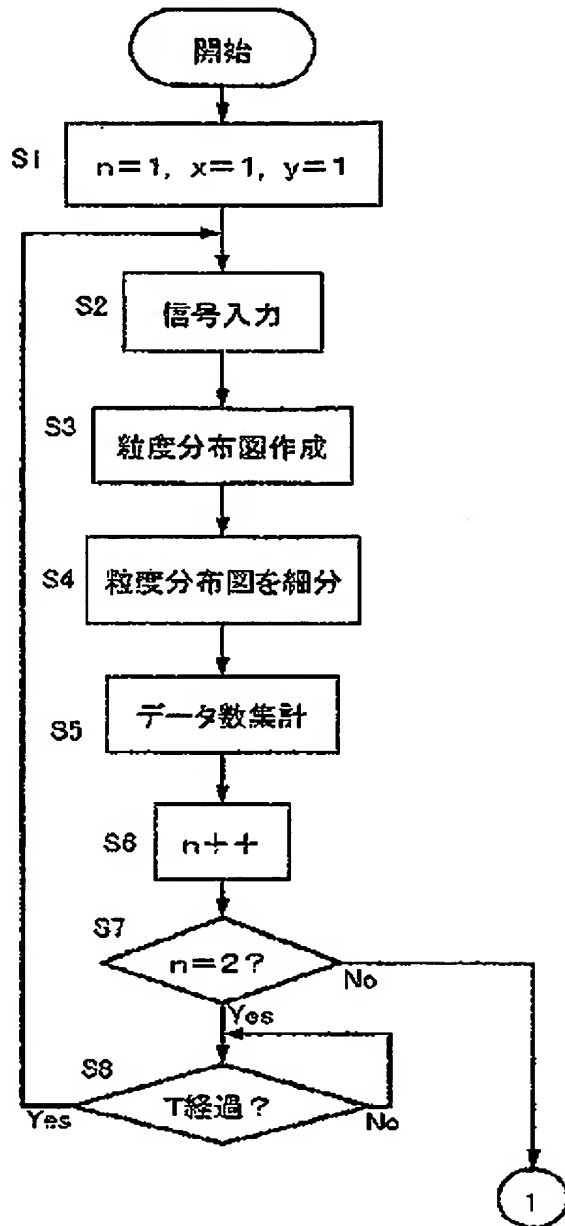 開始
S1
n=1, x=1, y=1
S2
信号入力
S3
粒度分布図作成
S4
粒度分布図を細分
S5
データ数集計
S6
n++
S7
n=2?
No
Yes
S8
T経過?
Yes
No
1